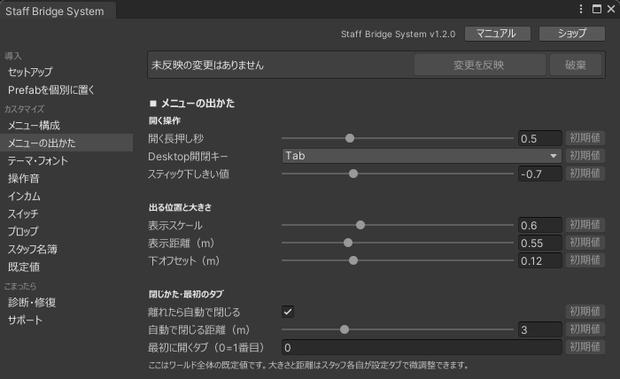 Staff Bridge System
Staff Bridge System v1.2.0 マニュアル ショップ
導入
セットアップ
Prefabを個別に置く
カスタマイズ
メニュー構成
メニューの出かた
テーマ・フォント
操作音
インカム
スイッチ
プロップ
スタッフ名簿
既定値
こまったら
診断・修復
サポート
未反映の変更はありません 変更を反映 破棄
■ メニューの出かた
開く操作
開く長押し秒 0.5 初期値
Desktop開閉キー Tab 初期値
スティック下しきい値 -0.7 初期値
出る位置と大きさ
表示スケール 0.6 初期値
表示距離（m） 0.55 初期値
下オフセット（m） 0.12 初期値
閉じかた・最初のタブ
離れたら自動で閉じる 初期値
自動で閉じる距離（m） 3 初期値
最初に開くタブ（0=1番目） 0 初期値
ここはワールド全体の既定値です。大きさと距離はスタッフ各自が設定タブで微調整できます。